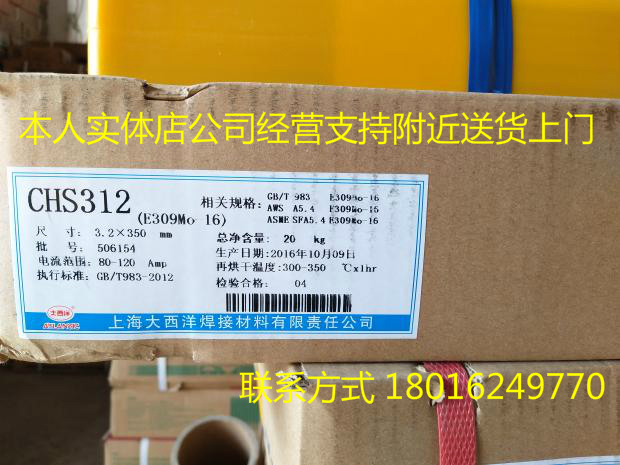 本人实体店公司经营支持附近送货上门
CHS312
(E309Mo-16)
相关规格: GB/T 983 E309Mo-16
AWS A5.4 E309Mo-16
ASME SFA5.4 E309Mo-16
尺 寸: 3.2×350 mm
批 号: 506154
电流范围: 80-120 Amp
执行标准: GB/T983-2012
总净含量: 20 kg
生产日期: 2016年10月09日
再烘干温度: 300-350 ℃x1hr
检验合格: 04
大西洋
ATLANTIC
上海大西洋焊接材料有限责任公司
联系方式 18016249770